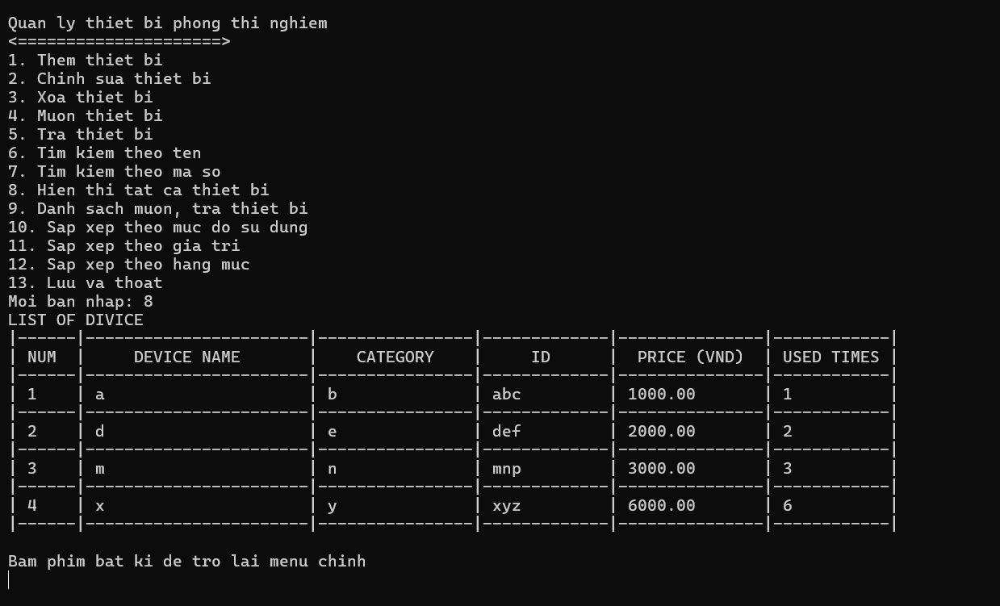 Quan ly thiet bi phong thi nghiem
<=====================>
1. Them thiet bi
2. Chinh sua thiet bi
3. Xoa thiet bi
4. Muon thiet bi
5. Tra thiet bi
6. Tim kiem theo ten
7. Tim kiem theo ma so
8. Hien thi tat ca thiet bi
9. Danh sach muon, tra thiet bi
10. Sap xep theo muc do su dung
11. Sap xep theo gia tri
12. Sap xep theo hang muc
13. Luu va thoat
Moi ban nhap: 8
LIST OF DIVICE
|------|-----------------------|----------------|-------------|---------------|------------|
| NUM  |     DEVICE NAME       |    CATEGORY    |     ID      |  PRICE (VND)  | USED TIMES |
|------|-----------------------|----------------|-------------|---------------|------------|
| 1    | a                     | b              | abc         | 1000.00       | 1          |
|------|-----------------------|----------------|-------------|---------------|------------|
| 2    | d                     | e              | def         | 2000.00       | 2          |
|------|-----------------------|----------------|-------------|---------------|------------|
| 3    | m                     | n              | mnp         | 3000.00       | 3          |
|------|-----------------------|----------------|-------------|---------------|------------|
| 4    | x                     | y              | xyz         | 6000.00       | 6          |
|------|-----------------------|----------------|-------------|---------------|------------|
Bam phim bat ki de tro lai menu chinh